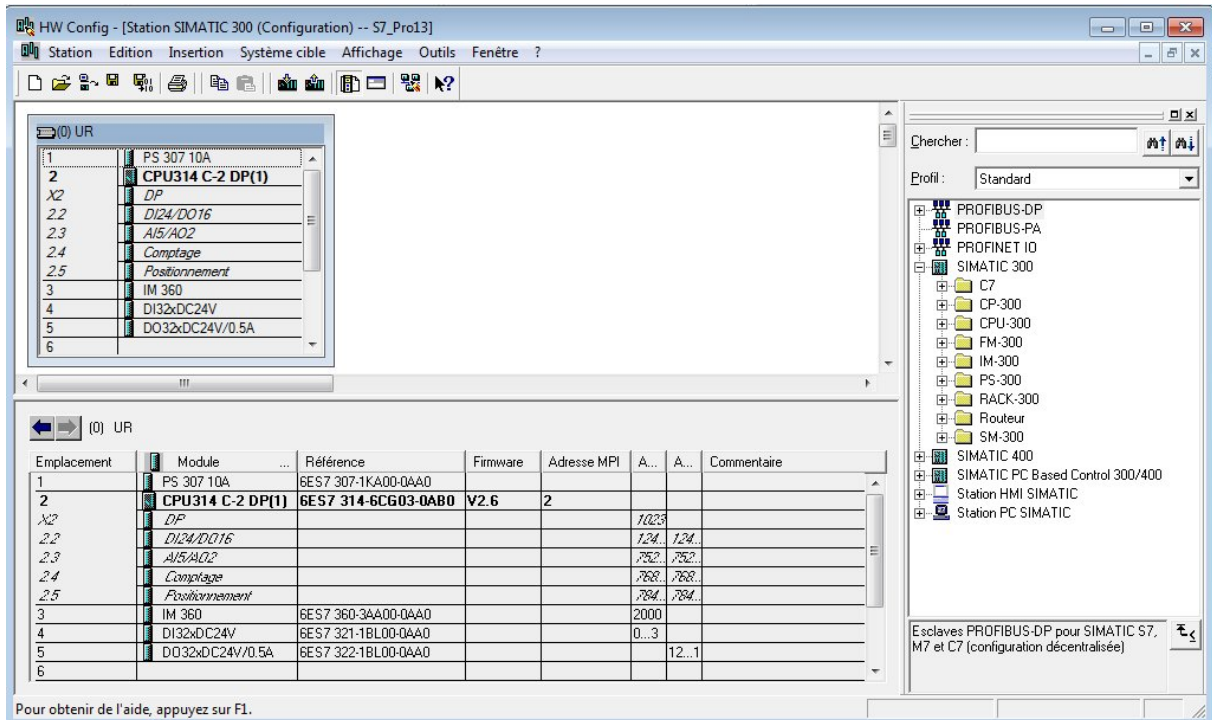 HW Config - [Station SIMATIC 300 (Configuration) -- S7_Pro13]
Station Edition Insertion Système cible Affichage Outils Fenêtre ?
(0) UR
1 PS 307 10A
2 CPU314 C-2 DP(1)
X2 DP
2.2 DI24/DO16
2.3 AI5/AO2
2.4 Comptage
2.5 Positionnement
3 IM 360
4 DI32xDC24V
5 DO32xDC24V/0.5A
6
(0) UR
Emplacement Module ... Référence Firmware Adresse MPI A... A... Commentaire
1 PS 307 10A 6ES7 307-1KA00-0AA0
2 CPU314 C-2 DP(1) 6ES7 314-6CG03-0AB0 V2.6 2
X2 DP 1023
2.2 DI24/DO16 124... 124...
2.3 AI5/AO2 752... 752...
2.4 Comptage 768... 768...
2.5 Positionnement 784... 784...
3 IM 360 6ES7 360-3AA00-0AA0 2000
4 DI32xDC24V 6ES7 321-1BL00-0AA0 0...3
5 DO32xDC24V/0.5A 6ES7 322-1BL00-0AA0 12...1
6
Chercher :
Profil : Standard
PROFIBUS-DP
PROFIBUS-PA
PROFINET IO
SIMATIC 300
C7
CP-300
CPU-300
FM-300
IM-300
PS-300
RACK-300
Routeur
SM-300
SIMATIC 400
SIMATIC PC Based Control 300/400
Station HMI SIMATIC
Station PC SIMATIC
Esclaves PROFIBUS-DP pour SIMATIC S7,
M7 et C7 (configuration décentralisée)
Pour obtenir de l'aide, appuyez sur F1.